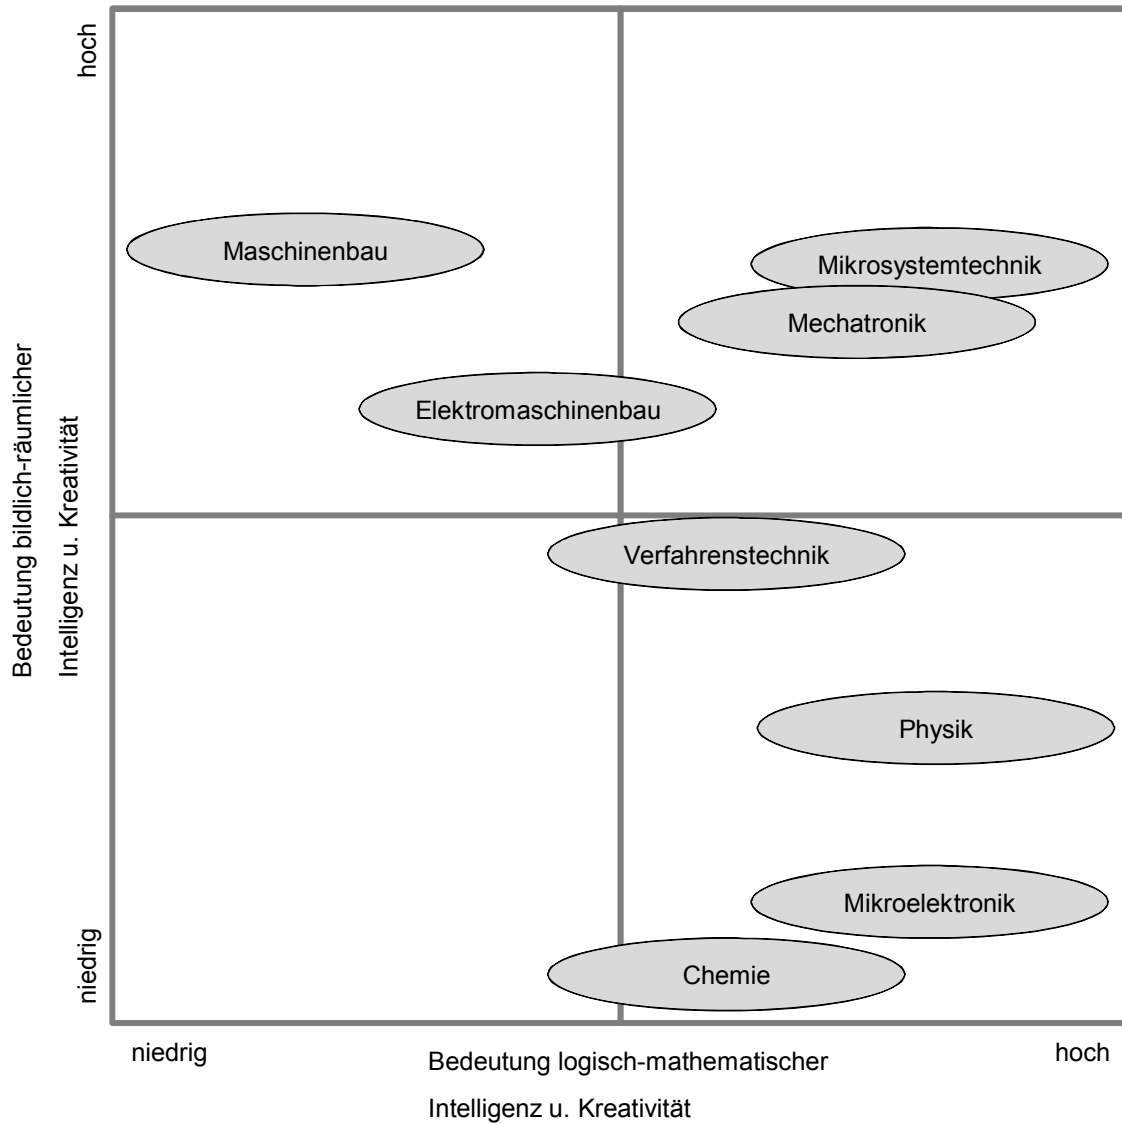 hoch
Maschinenbau
Mikrosystemtechnik
Mechatronik
Elektromaschinenbau
Bedeutung bildlich-räumlicher
Intelligenz u. Kreativität
Verfahrenstechnik
Physik
Mikroelektronik
Chemie
niedrig
niedrig
hoch
Bedeutung logisch-mathematischer
Intelligenz u. Kreativität